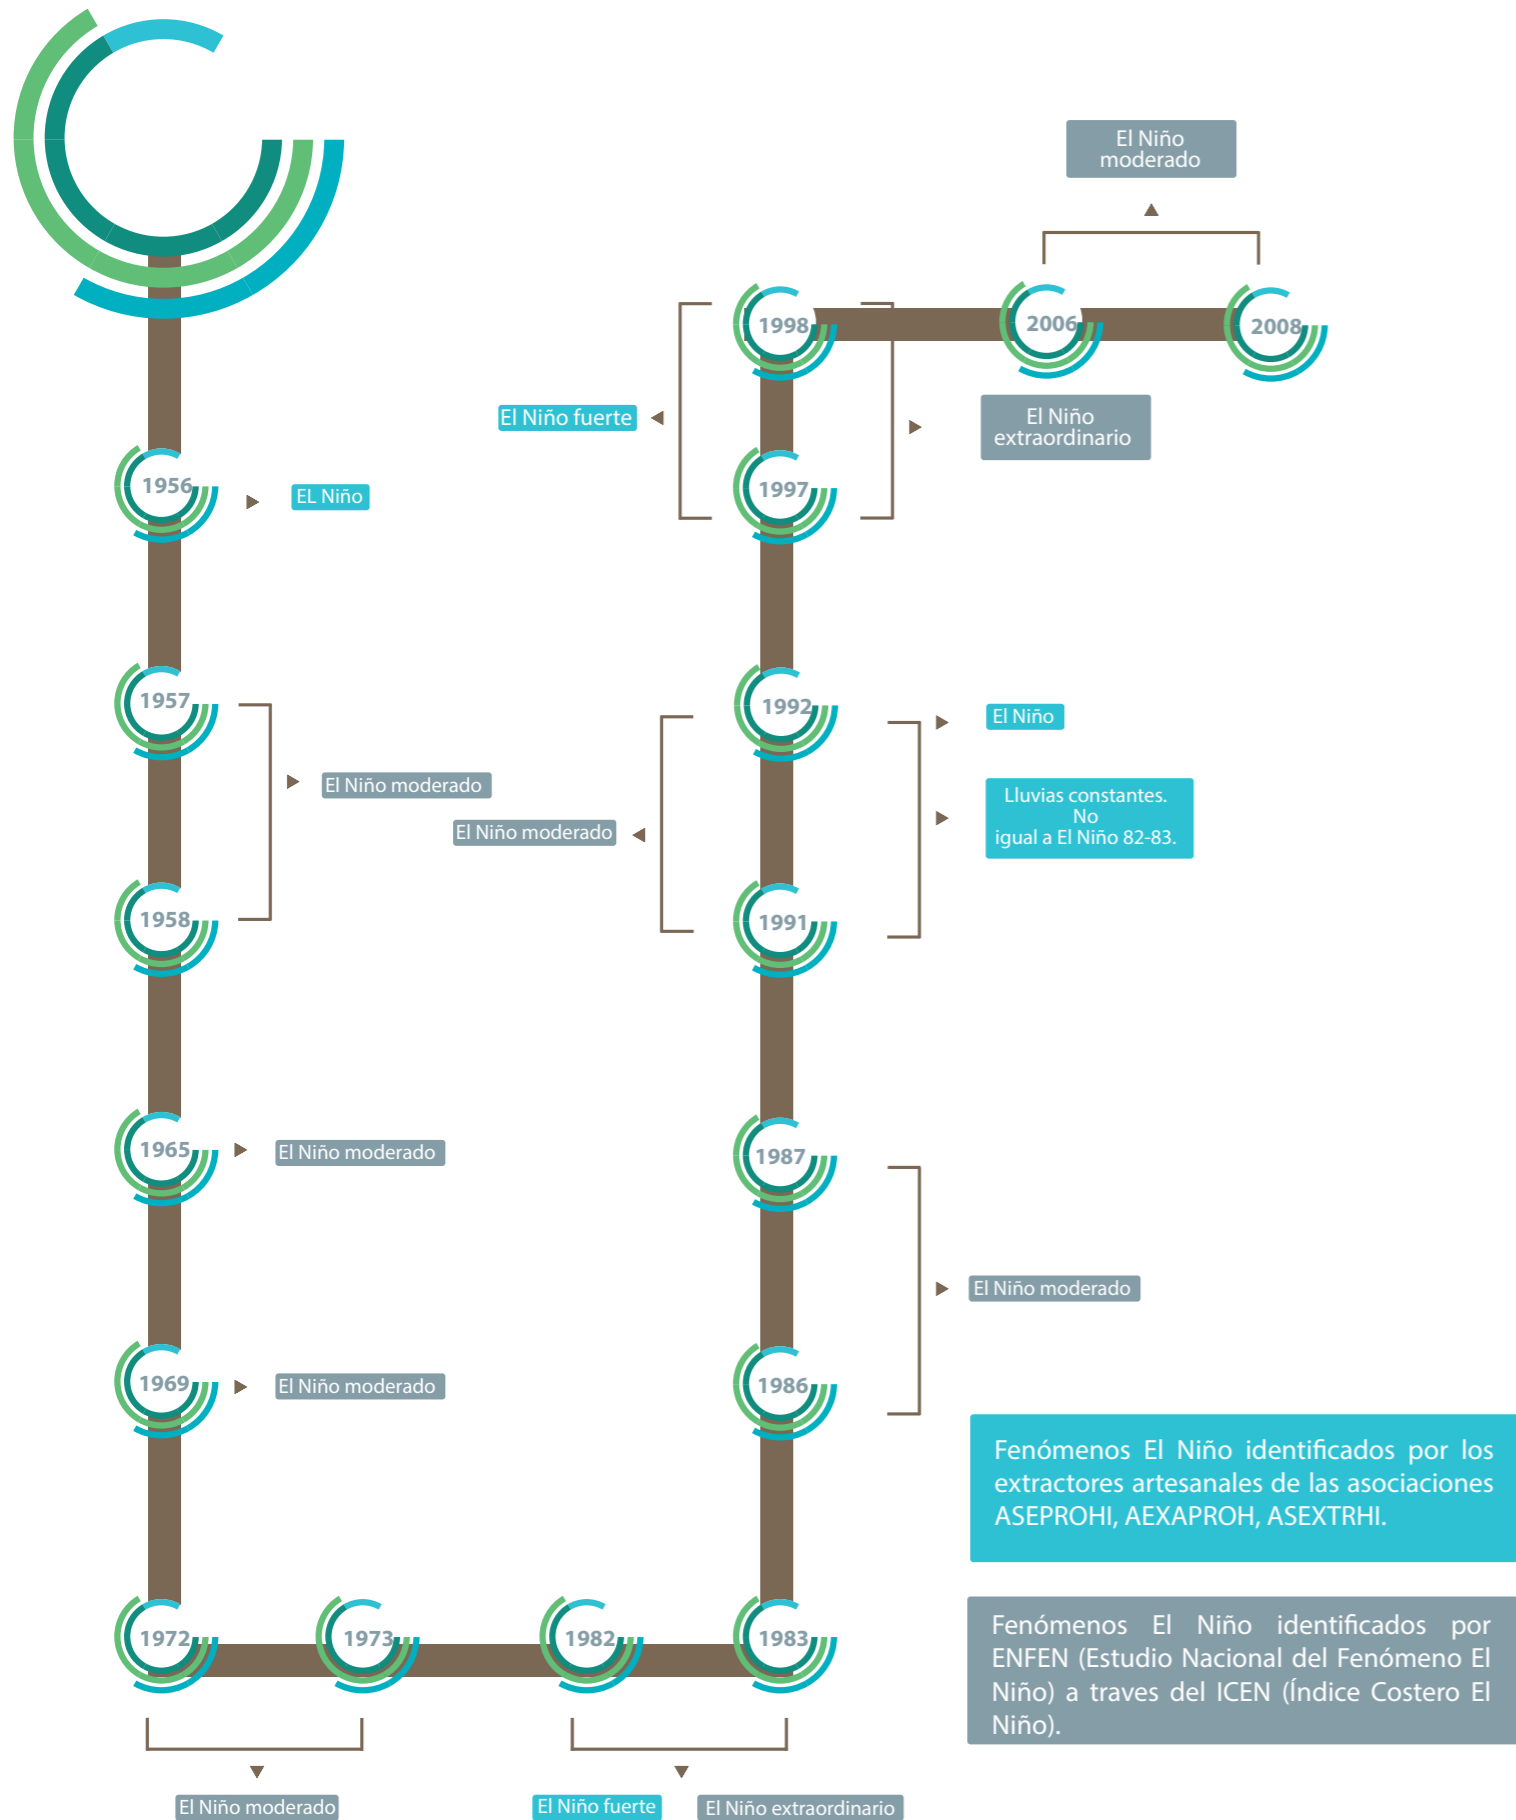 1956
EL Niño
1957
1958
El Niño moderado
1965
El Niño moderado
1969
El Niño moderado
1972
1973
El Niño moderado
1982
1983
El Niño fuerte
El Niño extraordinario
1986
1987
El Niño moderado
1991
1992
El Niño moderado
El Niño
Lluvias constantes.
No
igual a El Niño 82-83.
1997
1998
El Niño fuerte
El Niño
extraordinario
2006
2008
El Niño
moderado
Fenómenos El Niño identificados por los
extractores artesanales de las asociaciones
ASEPROHI, AEXAPROH, ASEXTRHI.
Fenómenos El Niño identificados por
ENFEN (Estudio Nacional del Fenómeno El
Niño) a traves del ICEN (Índice Costero El
Niño).